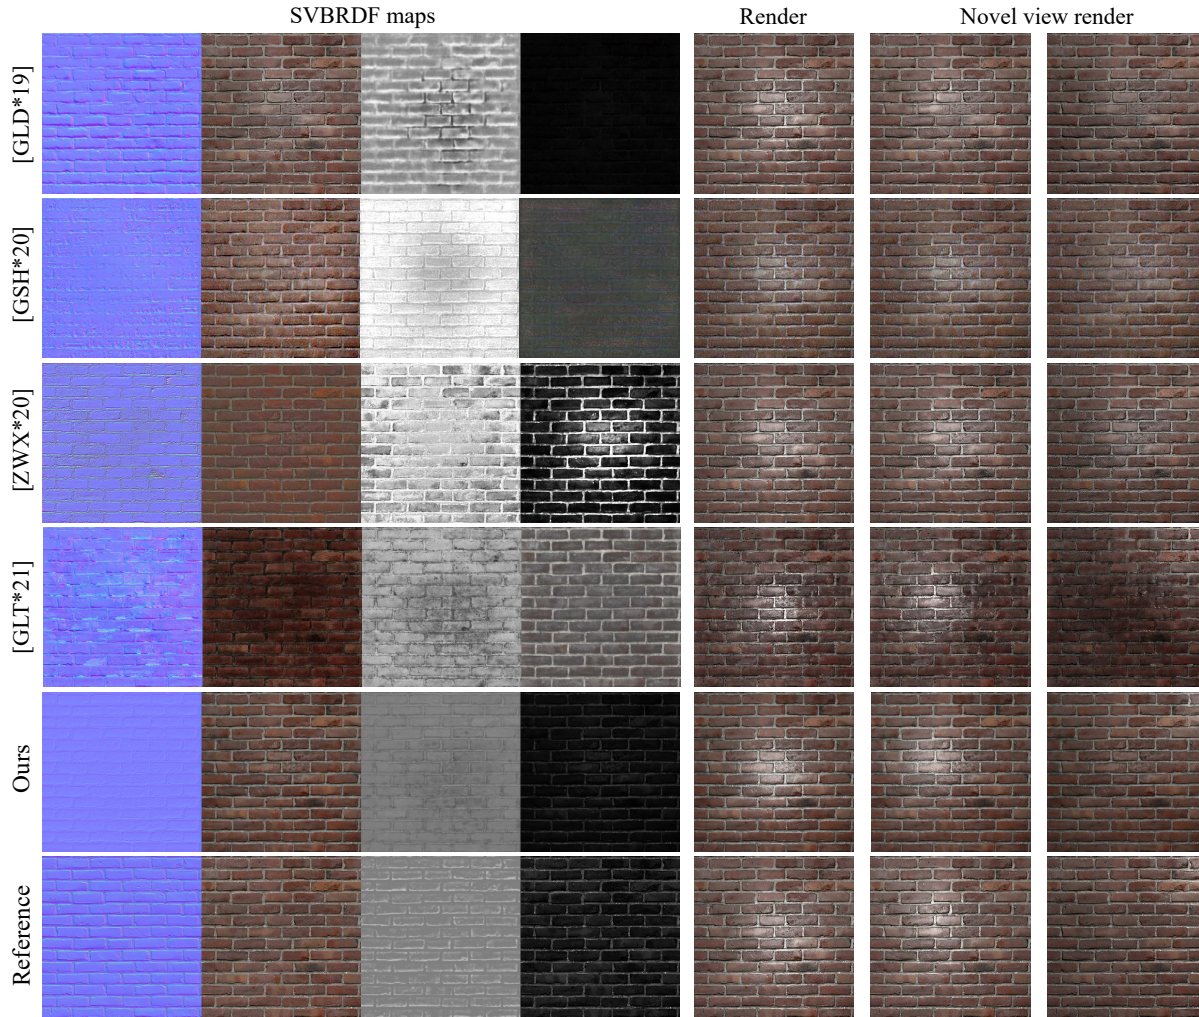 SVBRDF maps
Render
Novel view render
[GLD*19]
[GSH*20]
[ZWX*20]
[GLT*21]
Ours
Reference